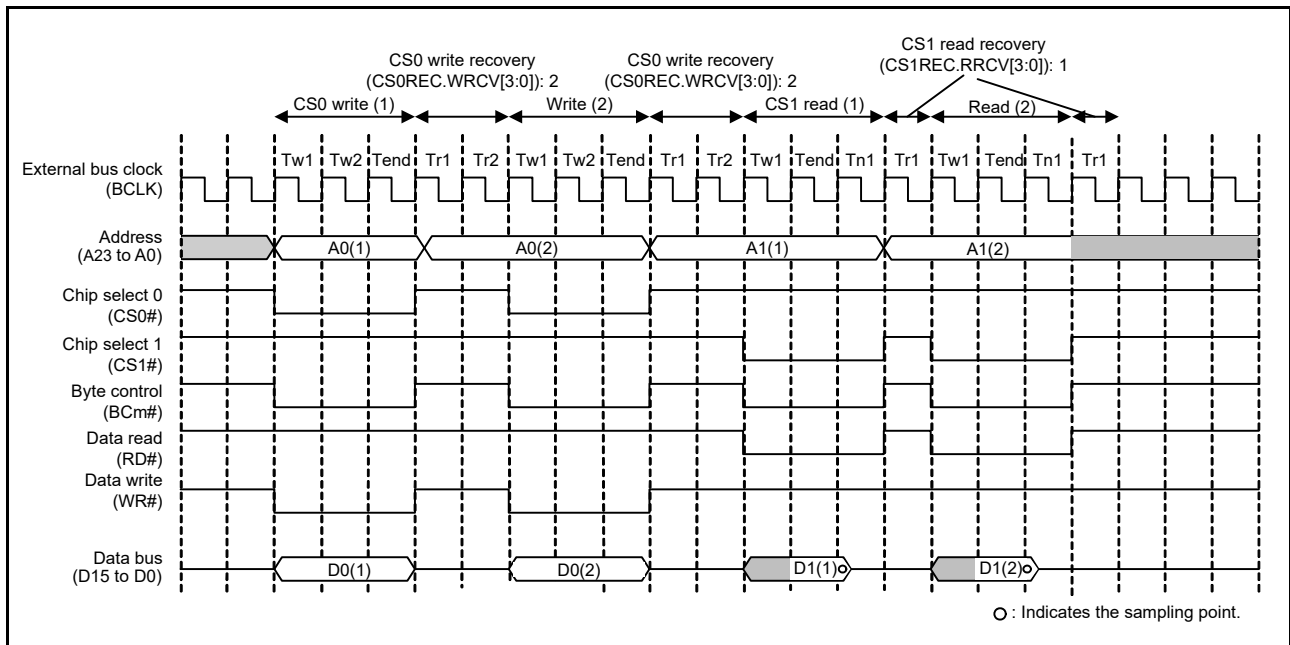 CS0 write recovery
(CS0REC.WRCV[3:0]): 2
CS0 write recovery
(CS0REC.WRCV[3:0]): 2
CS1 read recovery
(CS1REC.RRCV[3:0]): 1
CS0 write (1)
Write (2)
CS1 read (1)
Read (2)
Tw1 Tw2 Tend Tr1 Tr2 Tw1 Tw2 Tend Tr1 Tr2 Tw1 Tend Tn1 Tr1 Tw1 Tend Tn1 Tr1
External bus clock
(BCLK)
Address
(A23 to A0)
A0(1) A0(2) A1(1) A1(2)
Chip select 0
(CS0#)
Chip select 1
(CS1#)
Byte control
(BCm#)
Data read
(RD#)
Data write
(WR#)
Data bus
(D15 to D0)
D0(1) D0(2) D1(1) D1(2)
: Indicates the sampling point.